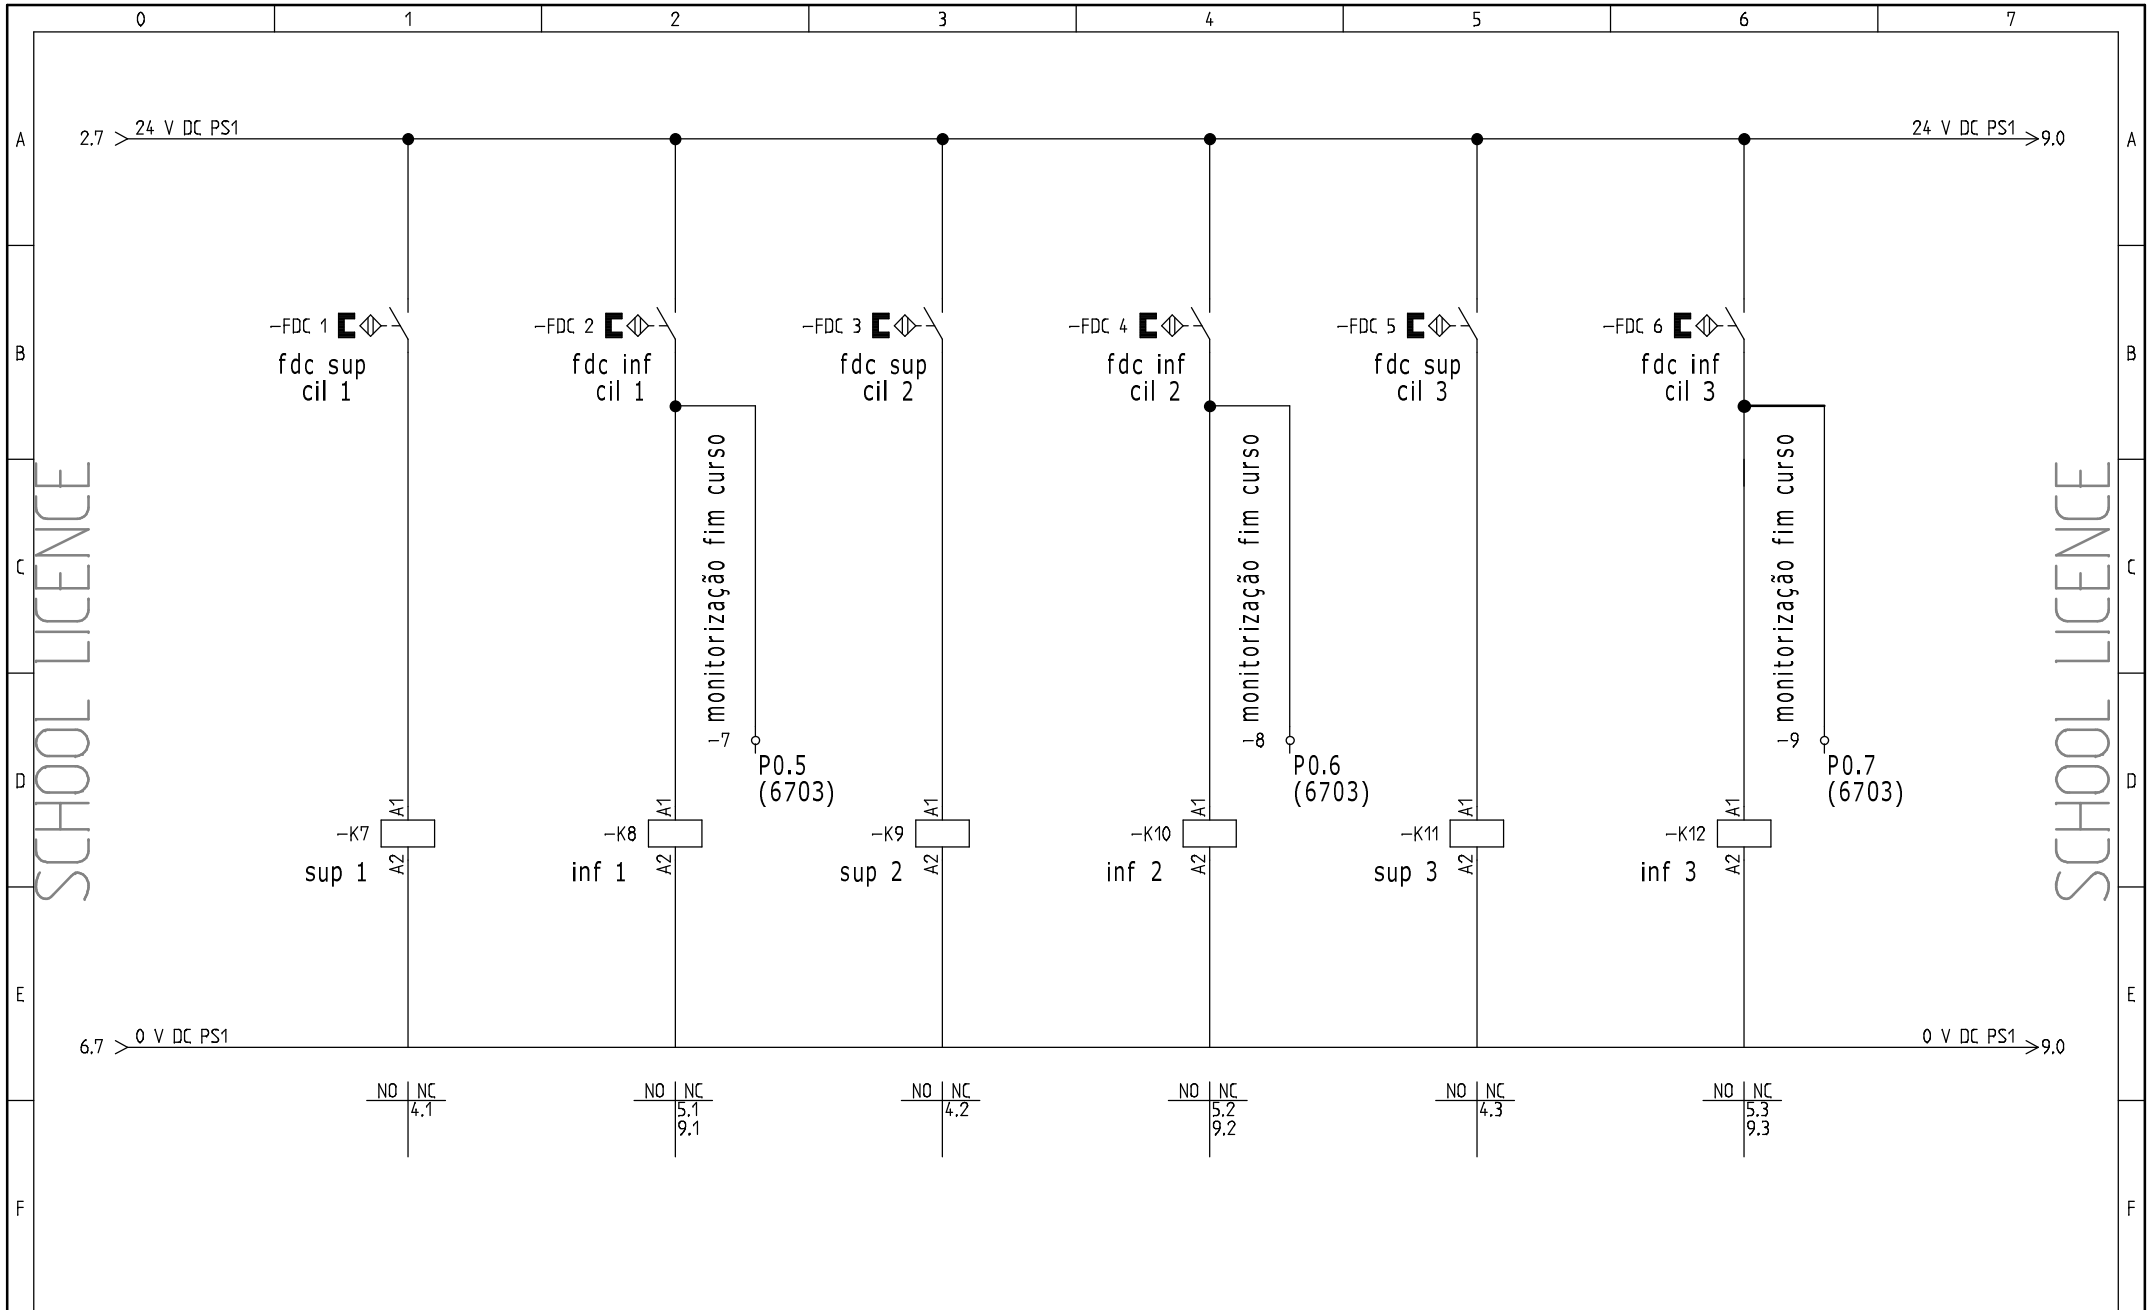 0 1 2 3 4 5 6 7
A 2.7 24 V DC PS1 24 V DC PS1 9.0 A
B B
-FDC 1 -FDC 2 -FDC 3 -FDC 4 -FDC 5 -FDC 6
fdc sup fdc inf fdc sup fdc inf fdc sup fdc inf
cil 1 cil 1 cil 2 cil 2 cil 3 cil 3
SCHOOL LICENCE
monitorização fim curso
monitorização fim curso
monitorização fim curso
SCHOOL LICENCE
C C
-7 -8 -9
P0.5 P0.6 P0.7
(6703) (6703) (6703)
D D
A1 A1 A1 A1 A1 A1
-K7 -K8 -K9 -K10 -K11 -K12
A2 A2 A2 A2 A2 A2
sup 1 inf 1 sup 2 inf 2 sup 3 inf 3
E E
6.7 0 V DC PS1 0 V DC PS1 9.0
NO NC NO NC NO NC NO NC NO NC NO NC
4.1 5.1 4.2 5.2 4.3 5.3
9.1 9.2 9.3
F F